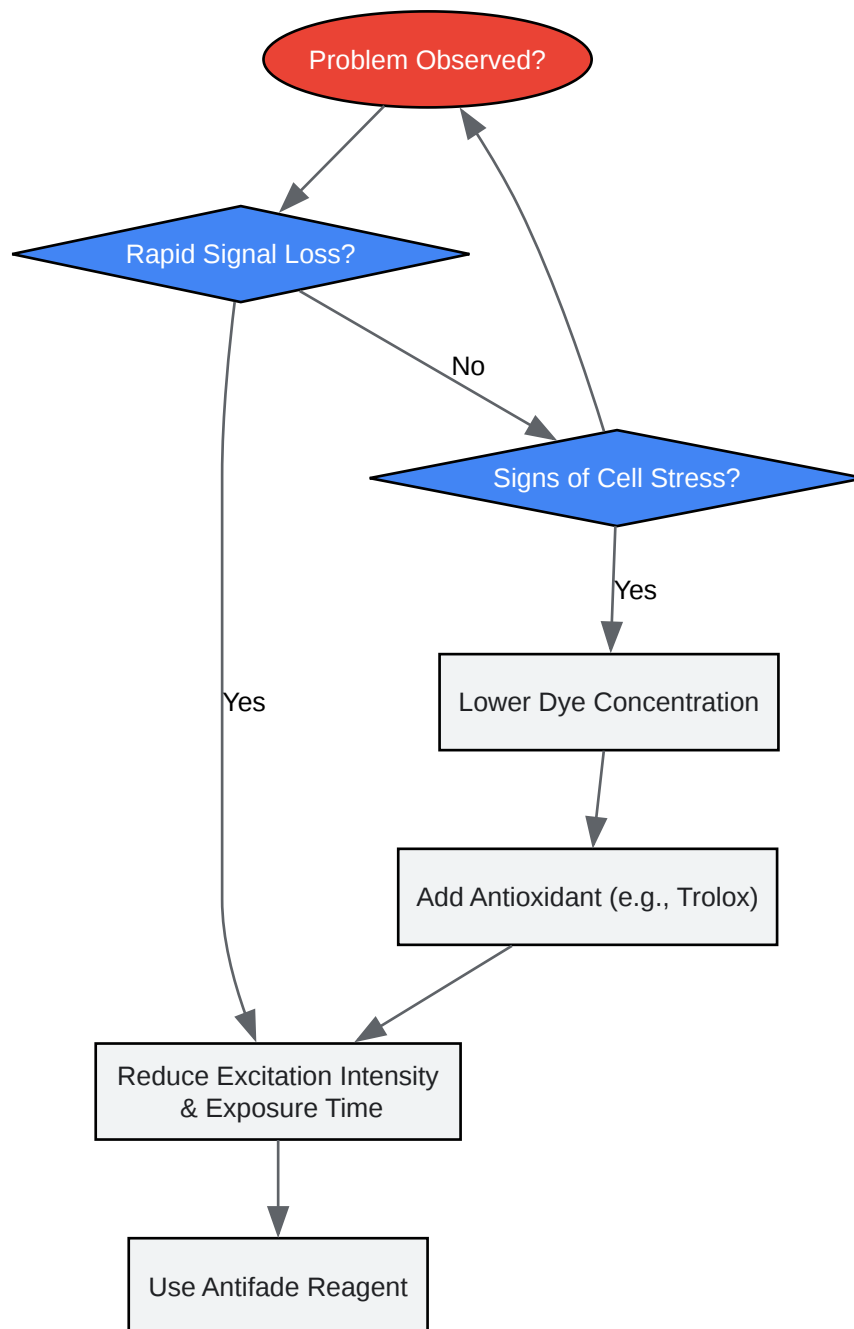 Problem Observed?
Rapid Signal Loss?
No
Signs of Cell Stress?
Yes
Yes
Lower Dye Concentration
Add Antioxidant (e.g., Trolox)
Reduce Excitation Intensity
& Exposure Time
Use Antifade Reagent